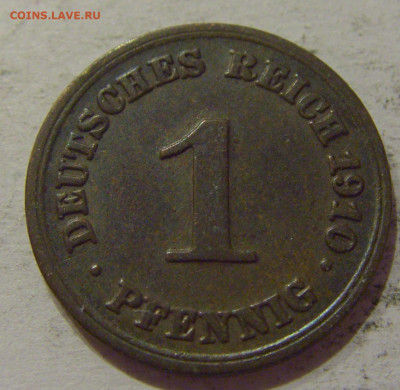 COINS.LAVE.RU
DEUTSCHES REICH 1910
1
· PFENNIG ·